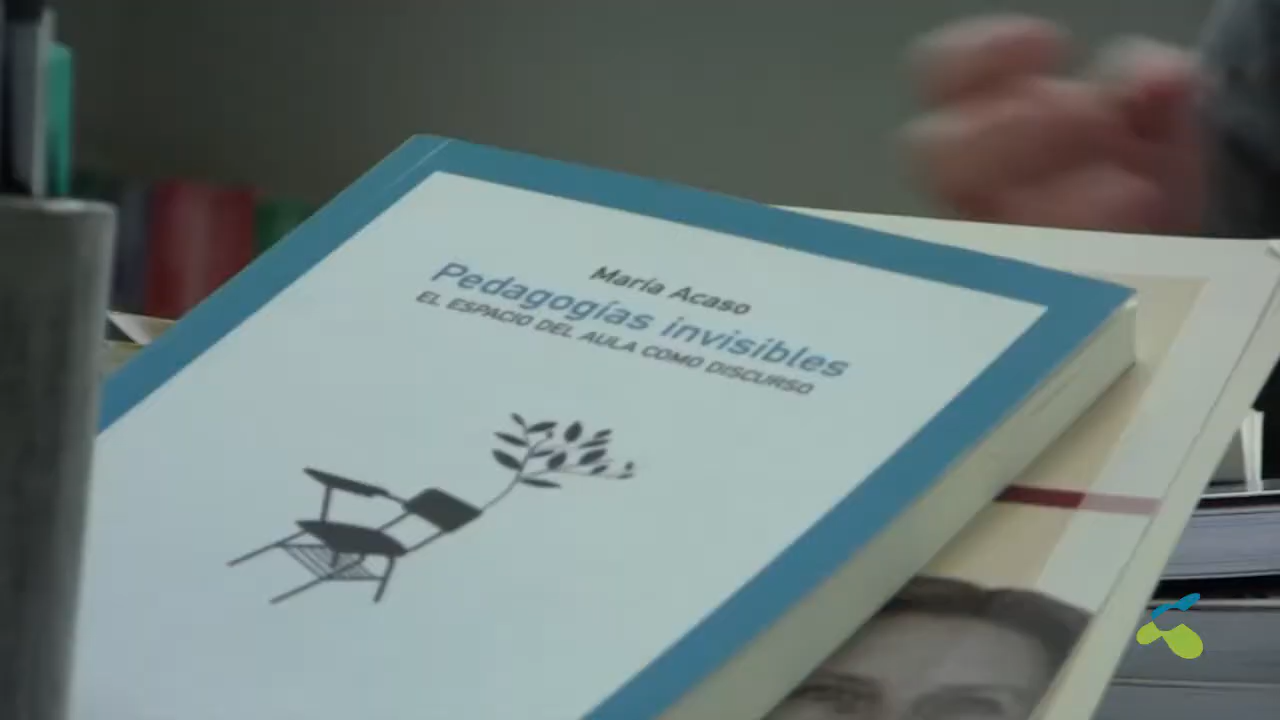 María Acaso
Pedagogías invisibles
EL ESPACIO DEL AULA COMO DISCURSO